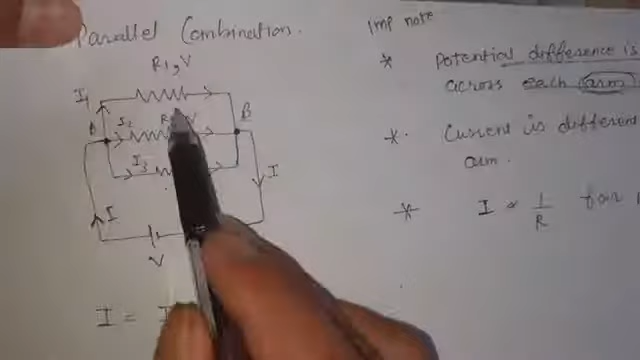 Parallel Combination.
R1, V
I1
A
I2
B
I3
I
I
V
I =
Imp note
* Potential difference is
across each arm
* Current is different
arm.
* I ∝ 1/R for